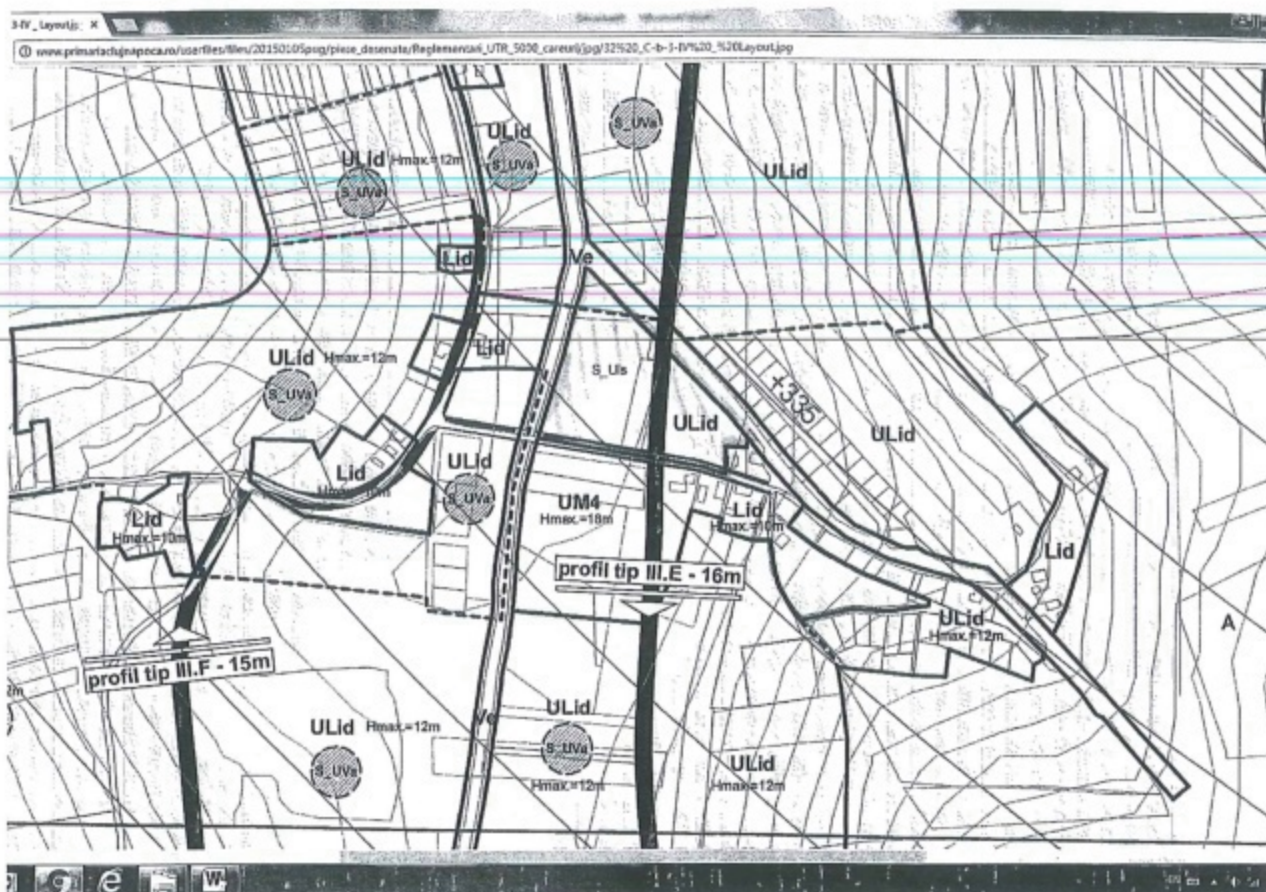 3-IV_Layout.js ×
www.primariaclujnapoca.ro/userfiles/files/20150105pug/piese_desenate/Reglementari_UTR_5000_careuri/jpg/32%20_C-b-3-IV%20_%20Layout.jpg
ULid
S_UVa
S_UVa
ULid Hmax.=12m
S_UVa
ULid
Lid
Ve
Lid
ULid Hmax.=12m
S_UVa
S_UIs
+335
ULid
ULid
ULid
S_UVa
Lid
UM4
Hmax.=18m
Lid
Hmax.=10m
Lid
Hmax.=10m
Lid
profil tip III.E - 16m
ULid
Hmax.=12m
A
profil tip III.F - 15m
ULid Hmax.=12m
S_UVa
Ve
ULid
S_UVa
Hmax.=12m
ULid
Hmax.=12m